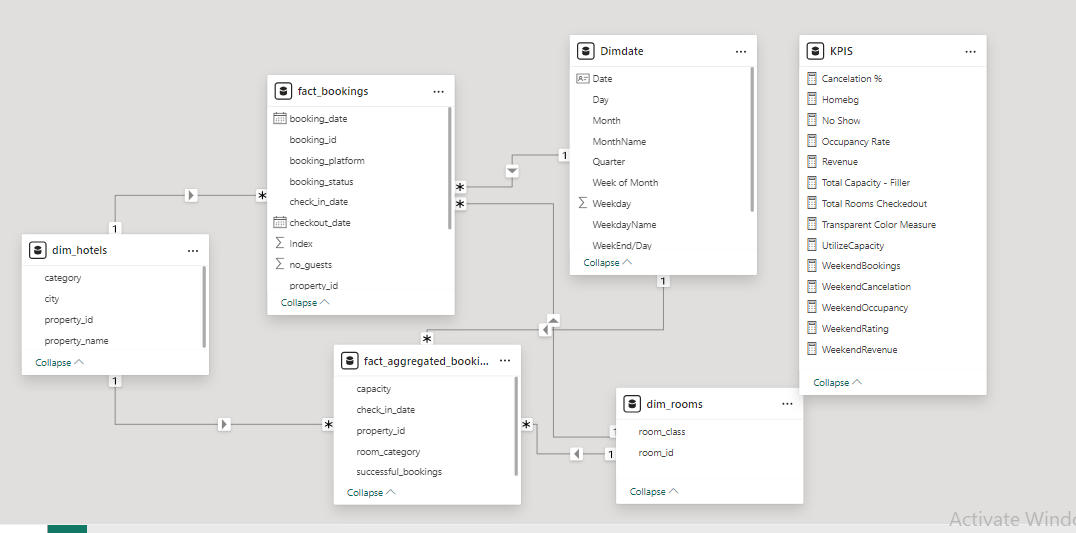 fact_bookings
booking_date
booking_id
booking_platform
booking_status
check_in_date
checkout_date
Index
no_guests
property_id
Collapse
Dimdate
Date
Day
Month
MonthName
Quarter
Week of Month
Weekday
WeekdayName
WeekEnd/Day
Collapse
KPIS
Cancelation %
Homebg
No Show
Occupancy Rate
Revenue
Total Capacity - Filler
Total Rooms Checkedout
Transparent Color Measure
UtilizeCapacity
WeekendBookings
WeekendCancelation
WeekendOccupancy
WeekendRating
WeekendRevenue
Collapse
dim_hotels
category
city
property_id
property_name
Collapse
fact_aggregated_booki...
capacity
check_in_date
property_id
room_category
successful_bookings
Collapse
dim_rooms
room_class
room_id
Collapse
1
*
1
*
*
1
*
1
*
*
1
1
Activate Windo